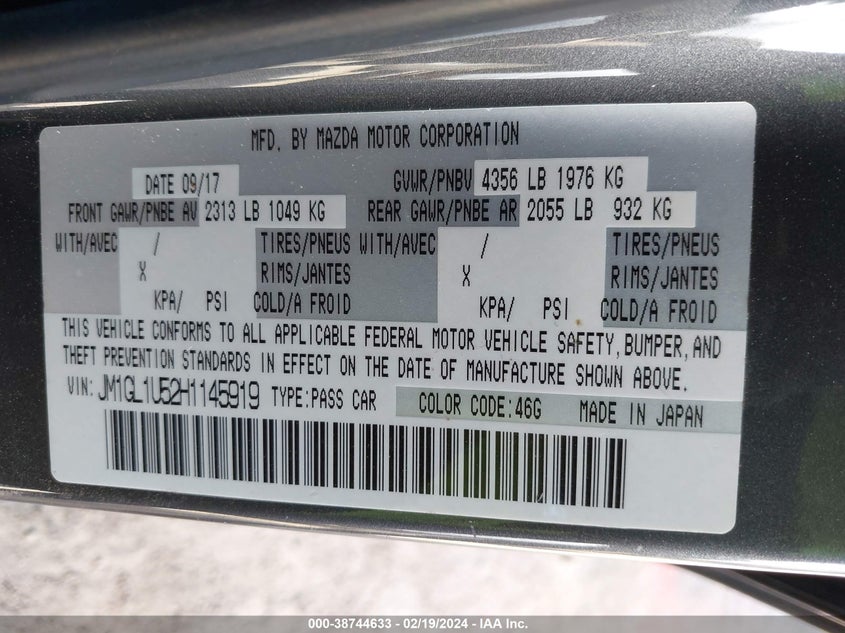 MFD. BY MAZDA MOTOR CORPORATION
DATE 09/17 GVWR/PNBV 4356 LB 1976 KG
FRONT GAWR/PNBE AV 2313 LB 1049 KG REAR GAWR/PNBE AR 2055 LB 932 KG
WITH/AVEC / TIRES/PNEUS WITH/AVEC / TIRES/PNEUS
X RIMS/JANTES X RIMS/JANTES
KPA/ PSI COLD/A FROID KPA/ PSI COLD/A FROID
THIS VEHICLE CONFORMS TO ALL APPLICABLE FEDERAL MOTOR VEHICLE SAFETY, BUMPER, AND
THEFT PREVENTION STANDARDS IN EFFECT ON THE DATE OF MANUFACTURE SHOWN ABOVE.
VIN: JM1GL1U52H1145919 TYPE:PASS CAR COLOR CODE:46G MADE IN JAPAN
000-38744633 - 02/19/2024 - IAA Inc.